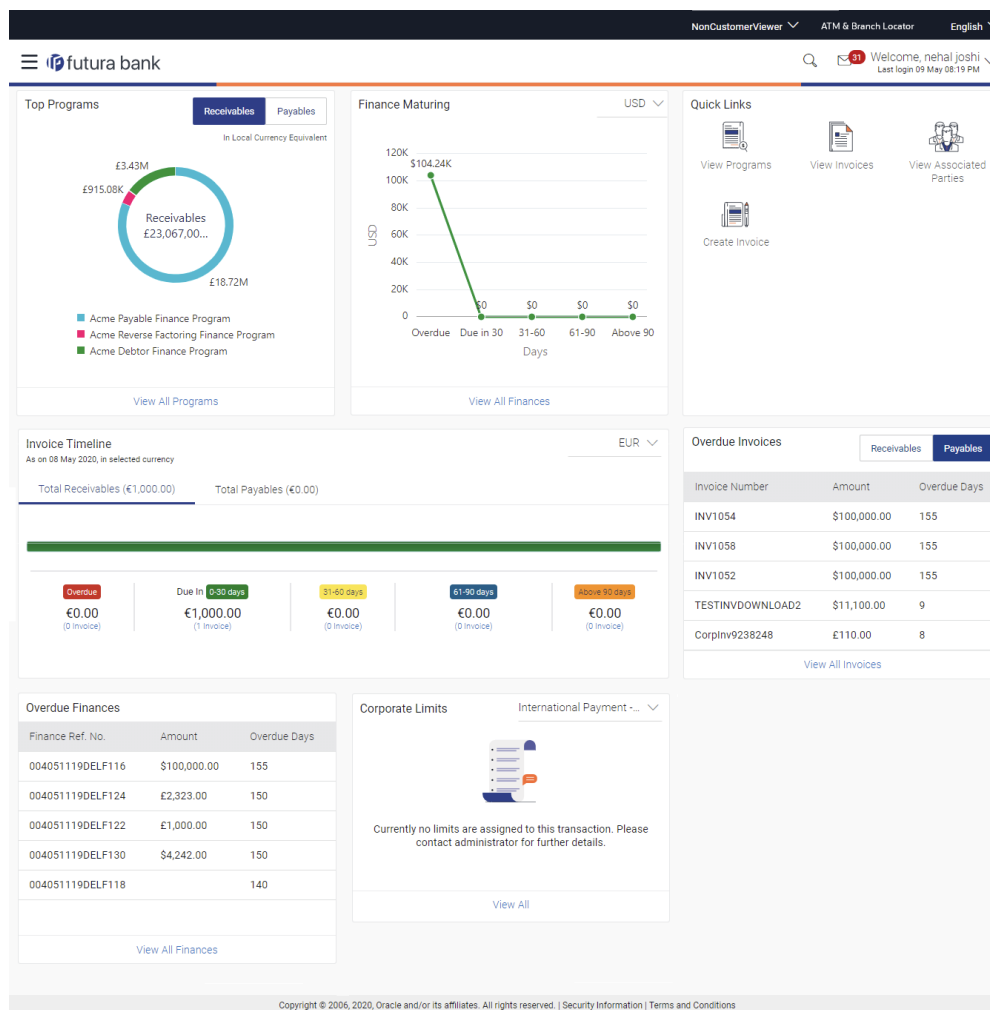 NonCustomerViewer ATM & Branch Locator English
futura bank
31 Welcome, nehal joshi
Last login 09 May 08:19 PM
Top Programs
Receivables Payables
In Local Currency Equivalent
£3.43M
£915.08K
Receivables
£23,067,00...
£18.72M
Acme Payable Finance Program
Acme Reverse Factoring Finance Program
Acme Debtor Finance Program
View All Programs
Finance Maturing USD
120K
$104.24K
100K
80K
60K
40K
20K
0
USD
$0 $0 $0 $0
Overdue Due in 30 31-60 61-90 Above 90
Days
View All Finances
Quick Links
View Programs
View Invoices
View Associated
Parties
Create Invoice
Invoice Timeline EUR
As on 08 May 2020, in selected currency
Total Receivables (€1,000.00) Total Payables (€0.00)
Overdue Due In 0-30 days 31-60 days 61-90 days Above 90 days
€0.00 €1,000.00 €0.00 €0.00 €0.00
(0 Invoice) (1 Invoice) (0 Invoice) (0 Invoice) (0 Invoice)
Overdue Invoices Receivables Payables
Invoice Number Amount Overdue Days
INV1054 $100,000.00 155
INV1058 $100,000.00 155
INV1052 $100,000.00 155
TESTINVDOWNLOAD2 $11,100.00 9
CorpInv9238248 £110.00 8
View All Invoices
Overdue Finances
Finance Ref. No. Amount Overdue Days
004051119DELF116 $100,000.00 155
004051119DELF124 £2,323.00 150
004051119DELF122 £1,000.00 150
004051119DELF130 $4,242.00 150
004051119DELF118 140
View All Finances
Corporate Limits International Payment -...
Currently no limits are assigned to this transaction. Please
contact administrator for further details.
View All
Copyright © 2006, 2020, Oracle and/or its affiliates. All rights reserved. | Security Information | Terms and Conditions